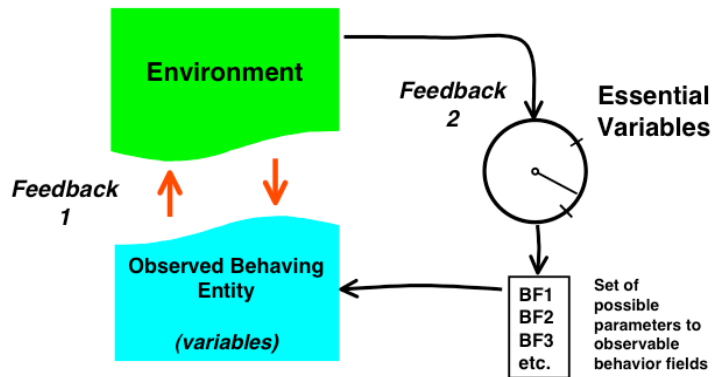 Environment
Feedback
2
Essential
Variables
Feedback
1
Observed Behaving
Entity
(variables)
BF1
BF2
BF3
etc.
Set of
possible
parameters to
observable
behavior fields